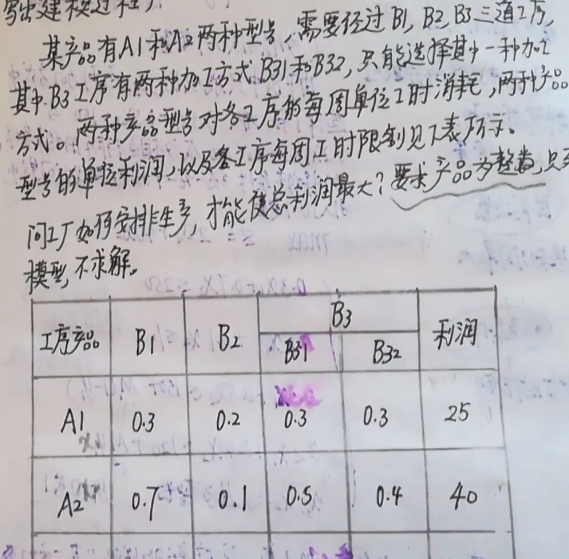 写出建模过程,
某产品有A1和A2两种型号,需要经过B1,B2,B3三道工序,
其中B3工序有两种加工方式B31和B32,只能选择其中一种加工
方式。两种产品型号对各工序的每周单位工时消耗,两种产品
型号的单位利润,以及各工序每周工时限制见下表所示。
问工厂如何安排生产,才能使总利润最大?要求产品为整数,只
模型,不求解。
工序产品 B1 B2 B3 利润
B31 B32
A1 0.3 0.2 0.3 0.3 25
A2 0.7 0.1 0.5 0.4 40